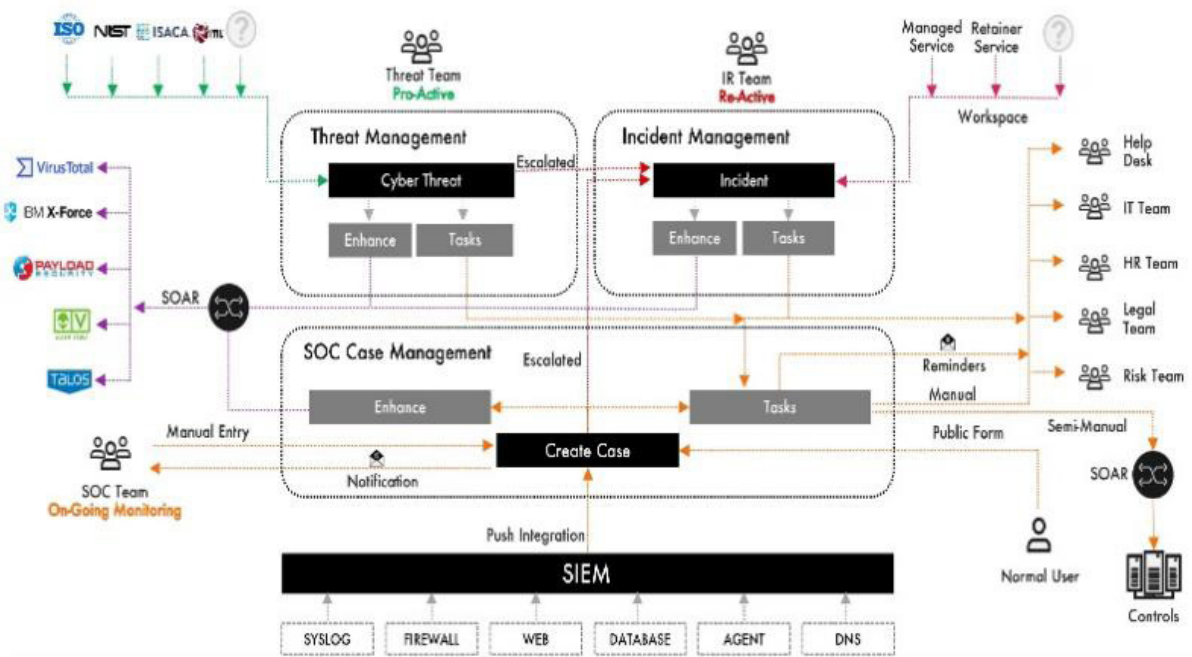 ISO
NIST
ISACA
ITIL
?
Threat Team
Pro-Active
IR Team
Re-Active
Managed
Service
Retainer
Service
?
Workspace
Threat Management
Cyber Threat
Enhance
Tasks
Escalated
Incident Management
Incident
Enhance
Tasks
Help
Desk
IT Team
HR Team
Legal
Team
Risk Team
VirusTotal
IBM X-Force
PAYLOAD
SECURITY
TALOS
SOAR
SOC Case Management
Escalated
Enhance
Tasks
Create Case
Reminders
Manual
Manual Entry
Notification
SOC Team
On-Going Monitoring
Public Form
Semi-Manual
SOAR
Push Integration
Normal User
Controls
SIEM
SYSLOG
FIREWALL
WEB
DATABASE
AGENT
DNS